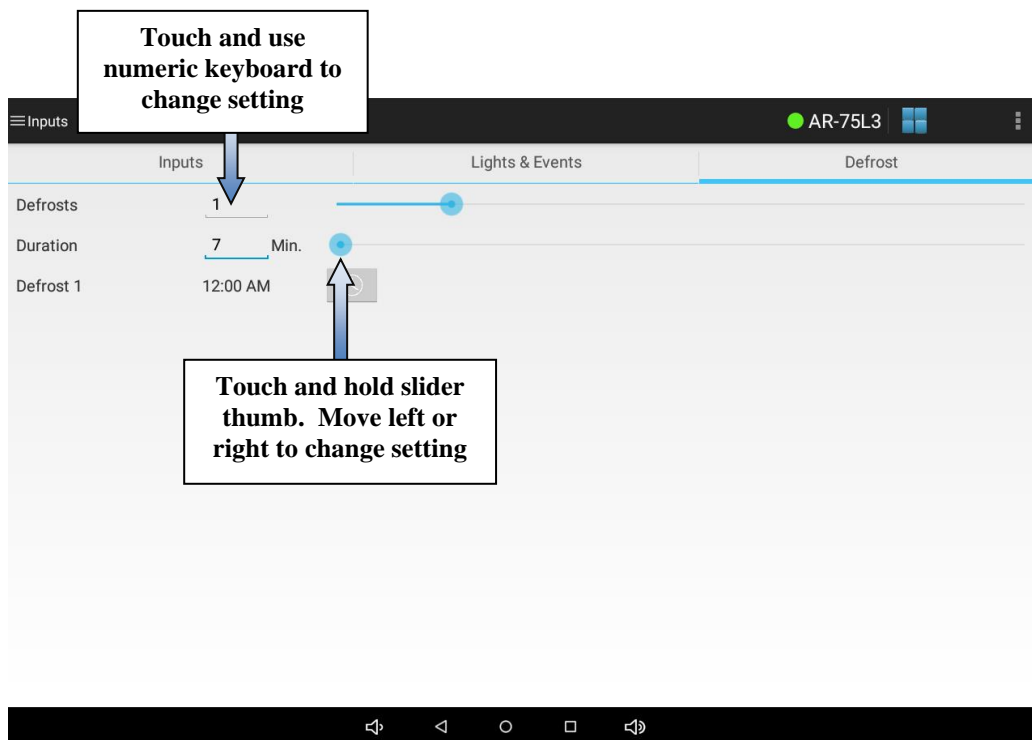 Touch and use
numeric keyboard to
change setting
Inputs
AR-75L3
Inputs Lights & Events Defrost
Defrosts 1
Duration 7 Min.
Defrost 1 12:00 AM
Touch and hold slider
thumb. Move left or
right to change setting